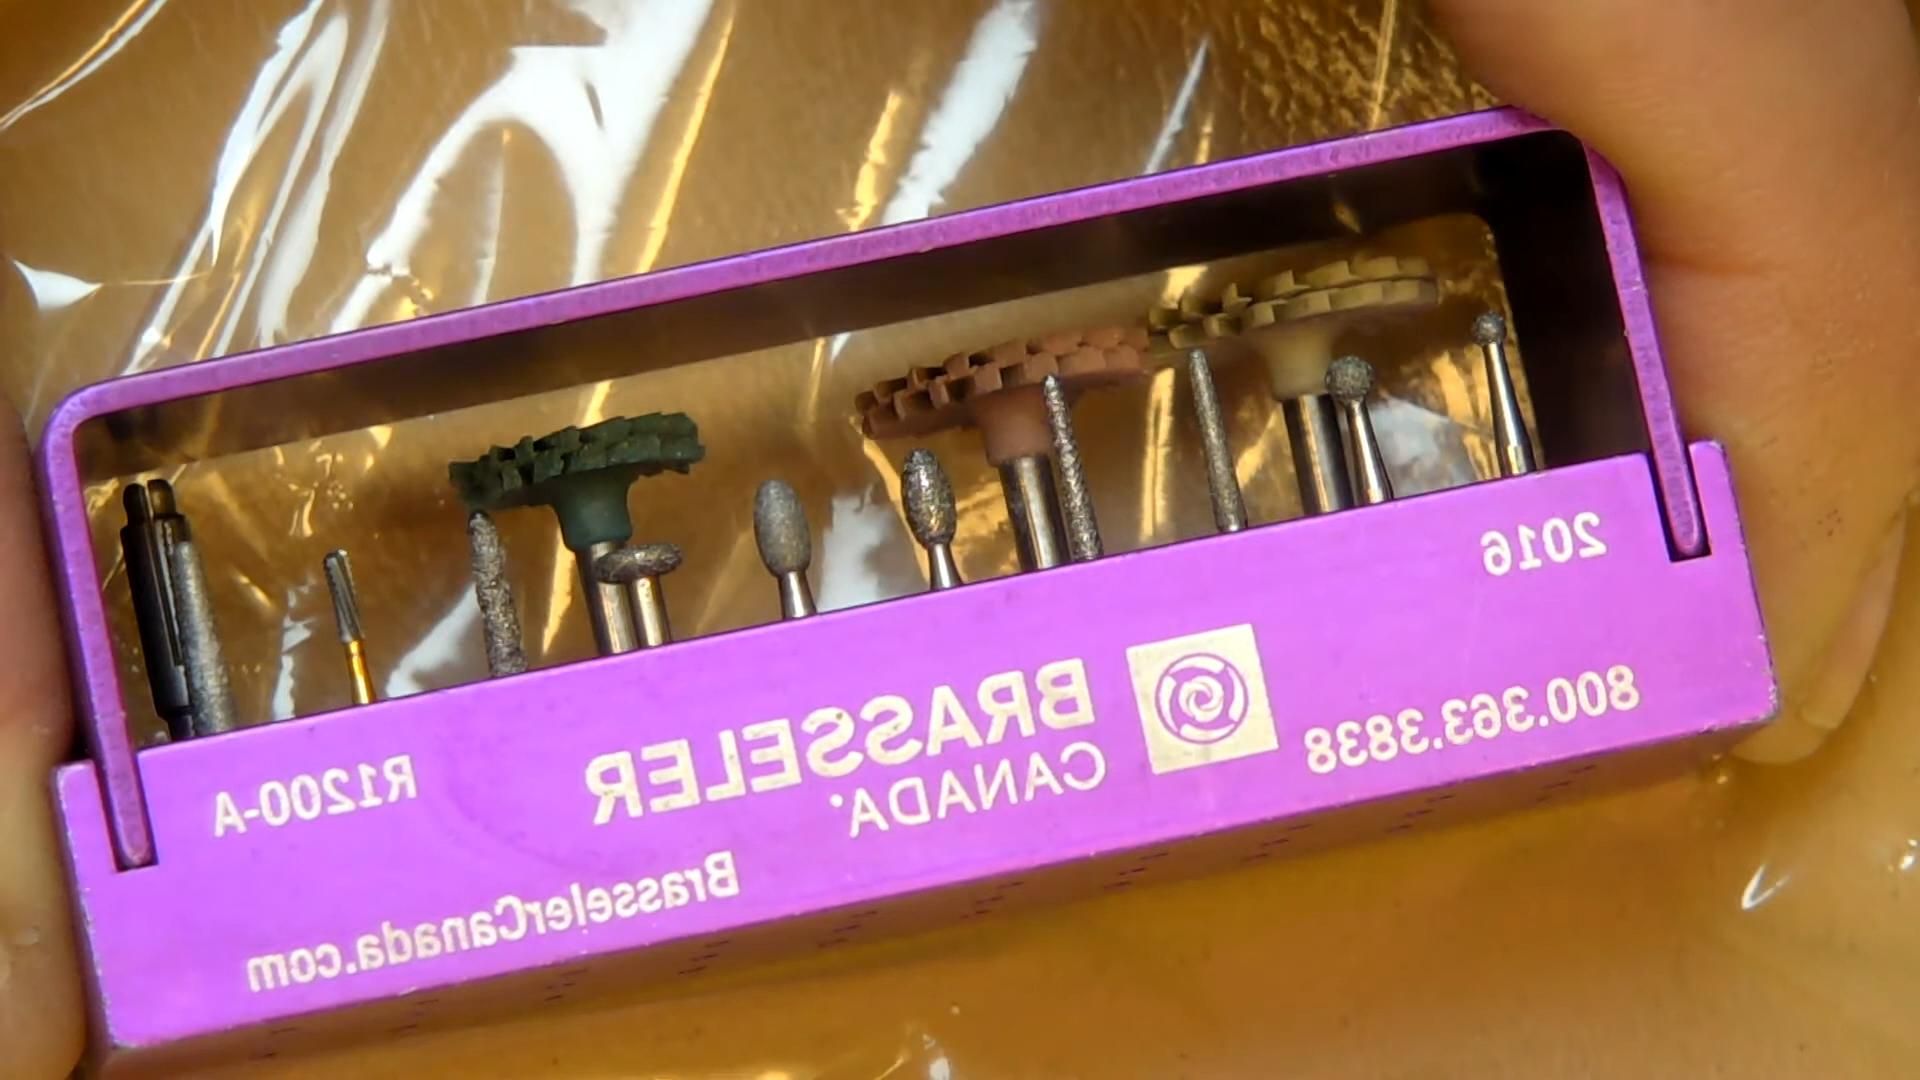 2016
800.363.3838
BRASSELER
CANADA
R1200-A
BrasselerCanada.com